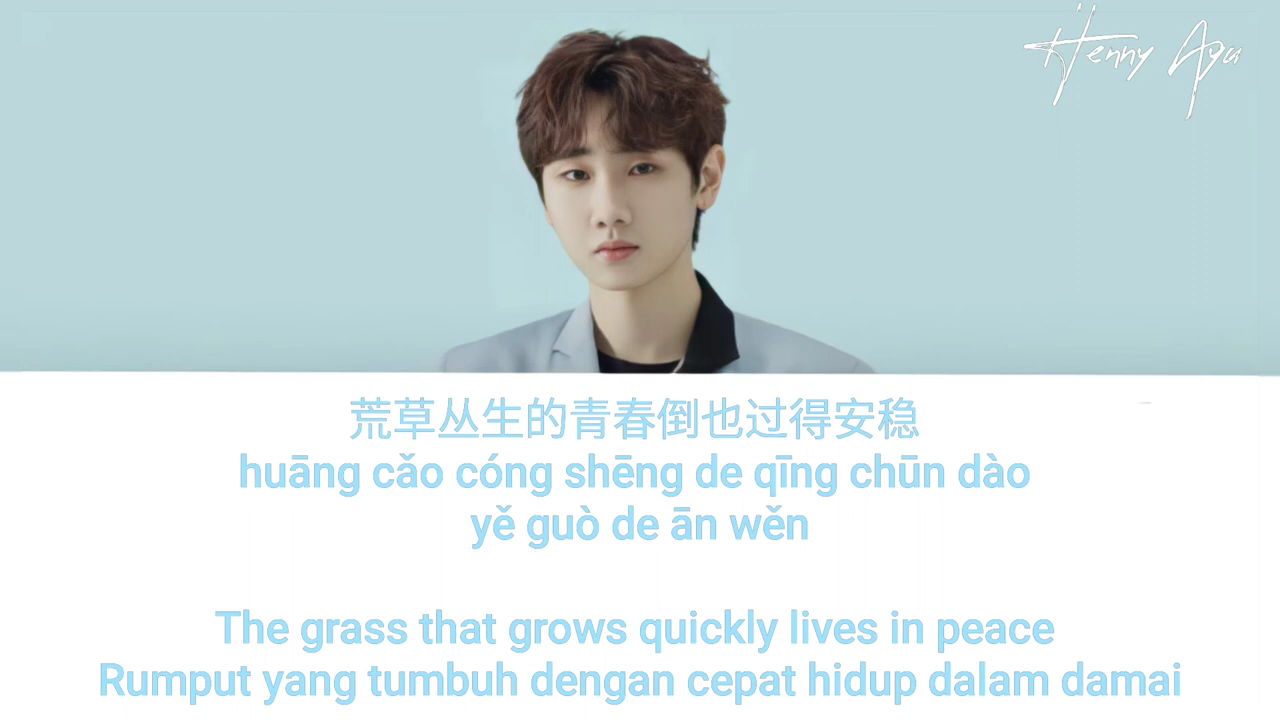 Henny Ayu
荒草丛生的青春倒也过得安稳
huāng cǎo cóng shēng de qīng chūn dào
yě guò de ān wěn
The grass that grows quickly lives in peace
Rumput yang tumbuh dengan cepat hidup dalam damai